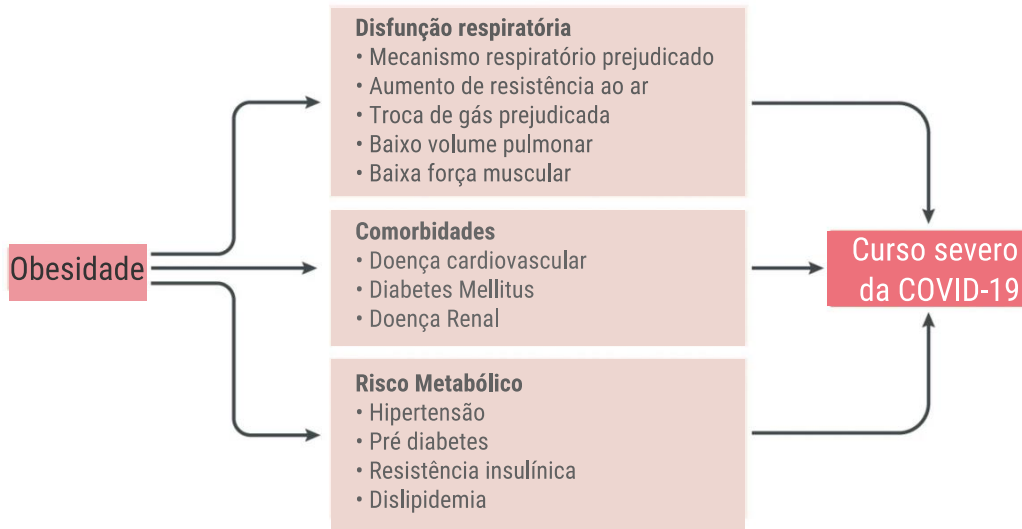 Disfunção respiratória
• Mecanismo respiratório prejudicado
• Aumento de resistência ao ar
• Troca de gás prejudicada
• Baixo volume pulmonar
• Baixa força muscular
Obesidade
Comorbidades
• Doença cardiovascular
• Diabetes Mellitus
• Doença Renal
Curso severo
da COVID-19
Risco Metabólico
• Hipertensão
• Pré diabetes
• Resistência insulínica
• Dislipidemia